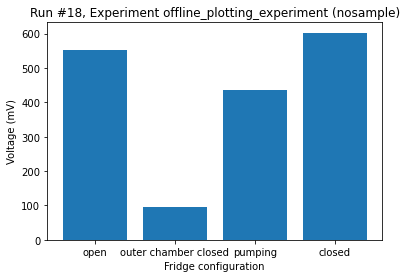 Run #18, Experiment offline_plotting_experiment (nosample)
Voltage (mV)
600
500
400
300
200
100
0
open outer chamber closed pumping closed
Fridge configuration